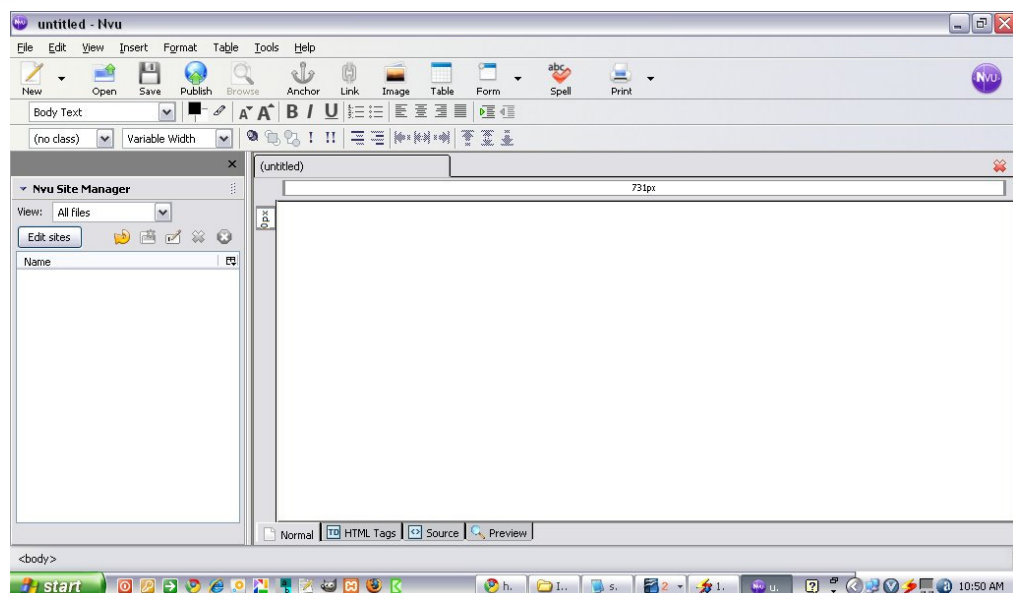 untitled - Nvu
File Edit View Insert Format Table Tools Help
New Open Save Publish Browse Anchor Link Image Table Form Spell Print
Body Text
(no class) Variable Width
(untitled)
Nvu Site Manager
731px
View: All files
0px
Edit sites
Name
Normal HTML Tags Source Preview
<body>
start h. I.. s. 2. 1. u. 10:50 AM